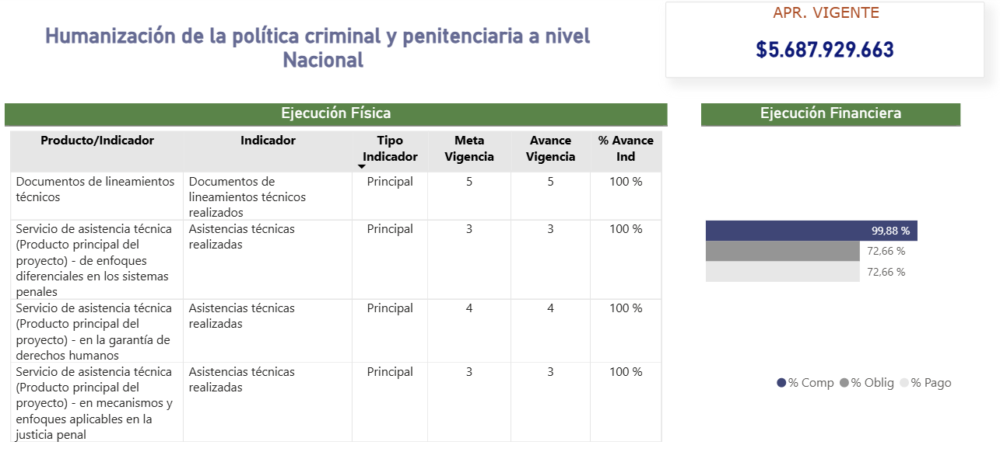 Humanización de la política criminal y penitenciaria a nivel
Nacional
APR. VIGENTE
$5.687.929.663
Ejecución Física
Producto/Indicador
Indicador
Tipo
Indicador
Meta
Vigencia
Avance
Vigencia
% Avance
Ind
Documentos de lineamientos
técnicos
Documentos de
lineamientos técnicos
realizados
Principal
5
5
100 %
Servicio de asistencia técnica
(Producto principal del
proyecto) - de enfoques
diferenciales en los sistemas
penales
Asistencias técnicas
realizadas
Principal
3
3
100 %
Servicio de asistencia técnica
(Producto principal del
proyecto) - en la garantía de
derechos humanos
Asistencias técnicas
realizadas
Principal
4
4
100 %
Servicio de asistencia técnica
(Producto principal del
proyecto) - en mecanismos y
enfoques aplicables en la
justicia penal
Asistencias técnicas
realizadas
Principal
3
3
100 %
Ejecución Financiera
99,88 %
72,66 %
72,66 %
% Comp
% Oblig
% Pago